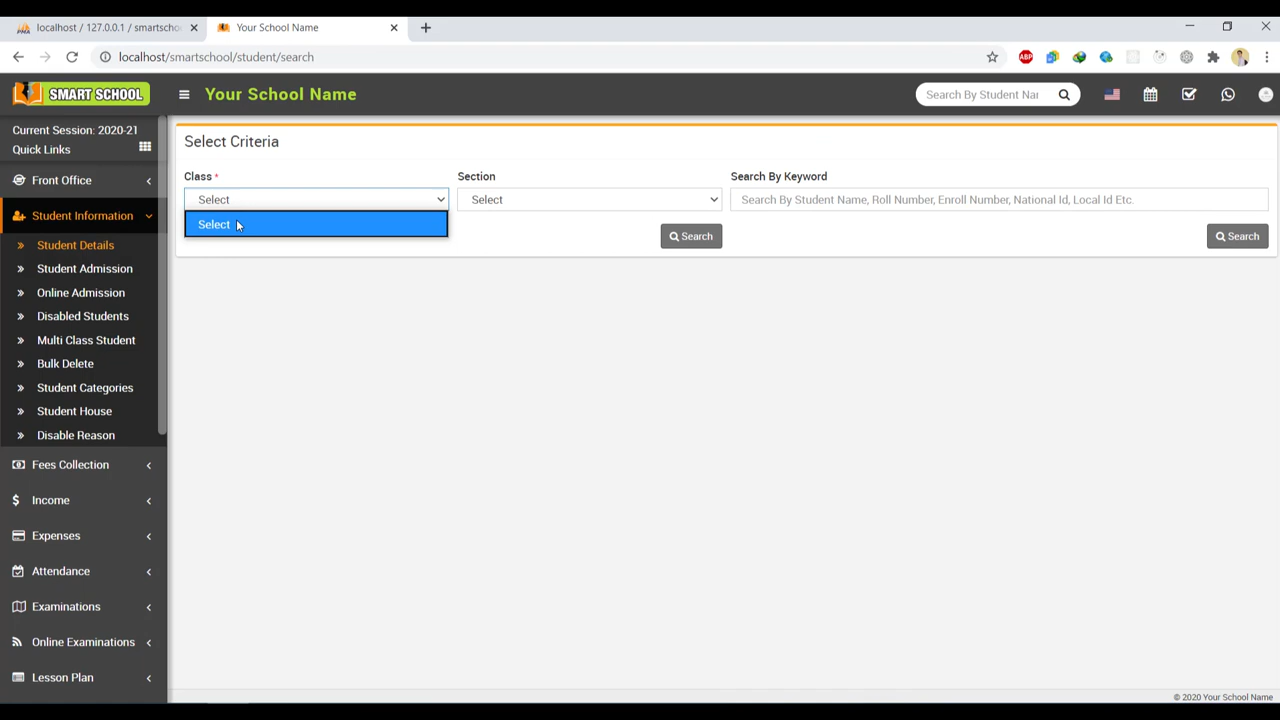 localhost / 127.0.0.1 / smartscho
Your School Name
localhost/smartschool/student/search
ABP
SMART SCHOOL
Your School Name
Search By Student Nar
Current Session: 2020-21
Quick Links
Front Office
Student Information
Student Details
Student Admission
Online Admission
Disabled Students
Multi Class Student
Bulk Delete
Student Categories
Student House
Disable Reason
Fees Collection
Income
Expenses
Attendance
Examinations
Online Examinations
Lesson Plan
Select Criteria
Class *
Select
Select
Section
Select
Search
Search By Keyword
Search By Student Name, Roll Number, Enroll Number, National Id, Local Id Etc.
Search
© 2020 Your School Name